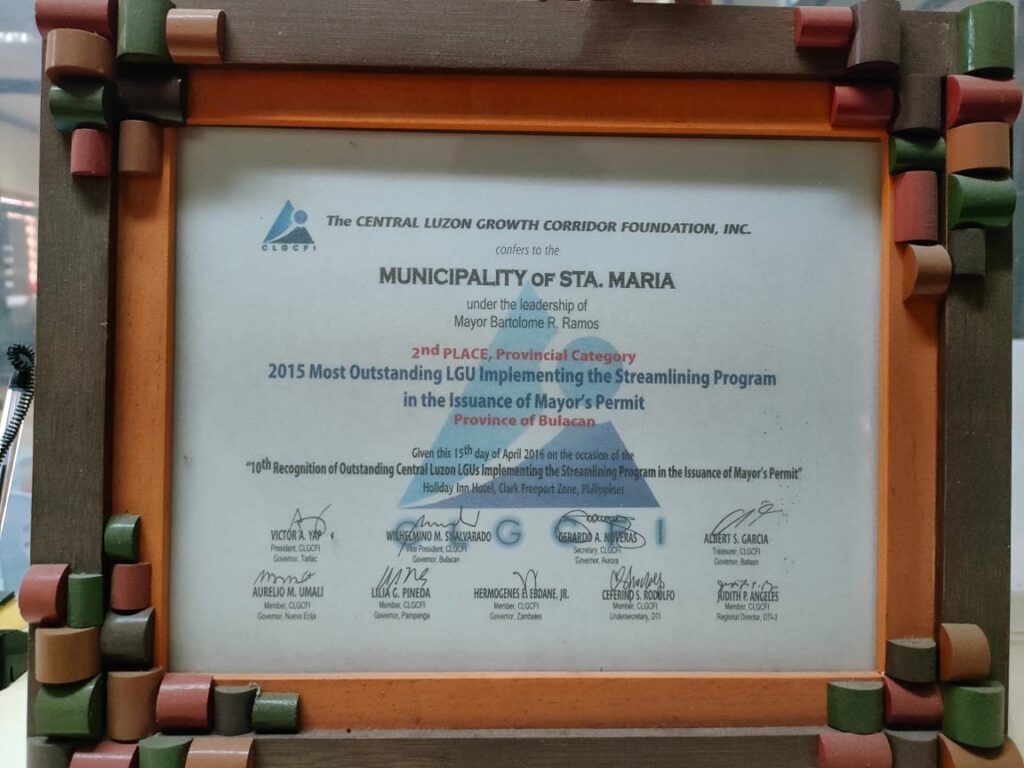 CLGCFI
The CENTRAL LUZON GROWTH CORRIDOR FOUNDATION, INC.
confers to the
MUNICIPALITY OF STA. MARIA
under the leadership of
Mayor Bartolome R. Ramos
2nd PLACE, Provincial Category
2015 Most Outstanding LGU Implementing the Streamlining Program
in the Issuance of Mayor's Permit
Province of Bulacan
Given this 15th day of April 2016 on the occasion of the
"10th Recognition of Outstanding Central Luzon LGUs Implementing the Streamlining Program in the Issuance of Mayor's Permit"
Holiday Inn Hotel, Clark Freeport Zone, Philippines
CLGCFI
VICTOR A. YAP WILHELMINO M. SY-ALVARADO GERARDO A. NOVERAS ALBERT S. GARCIA
President, CLGCFI Vice President, CLGCFI Secretary, CLGCFI Treasurer, CLGCFI
Governor, Tarlac Governor, Bulacan Governor, Aurora Governor, Bataan
AURELIO M. UMALI LILIA G. PINEDA HERMOGENES E. EBDANE, JR. CEFERINO S. RODOLFO JUDITH P. ANGELES
Member, CLGCFI Member, CLGCFI Member, CLGCFI Member, CLGCFI Member, CLGCFI
Governor, Nueva Ecija Governor, Pampanga Governor, Zambales Undersecretary, DTI Regional Director, DTI-3